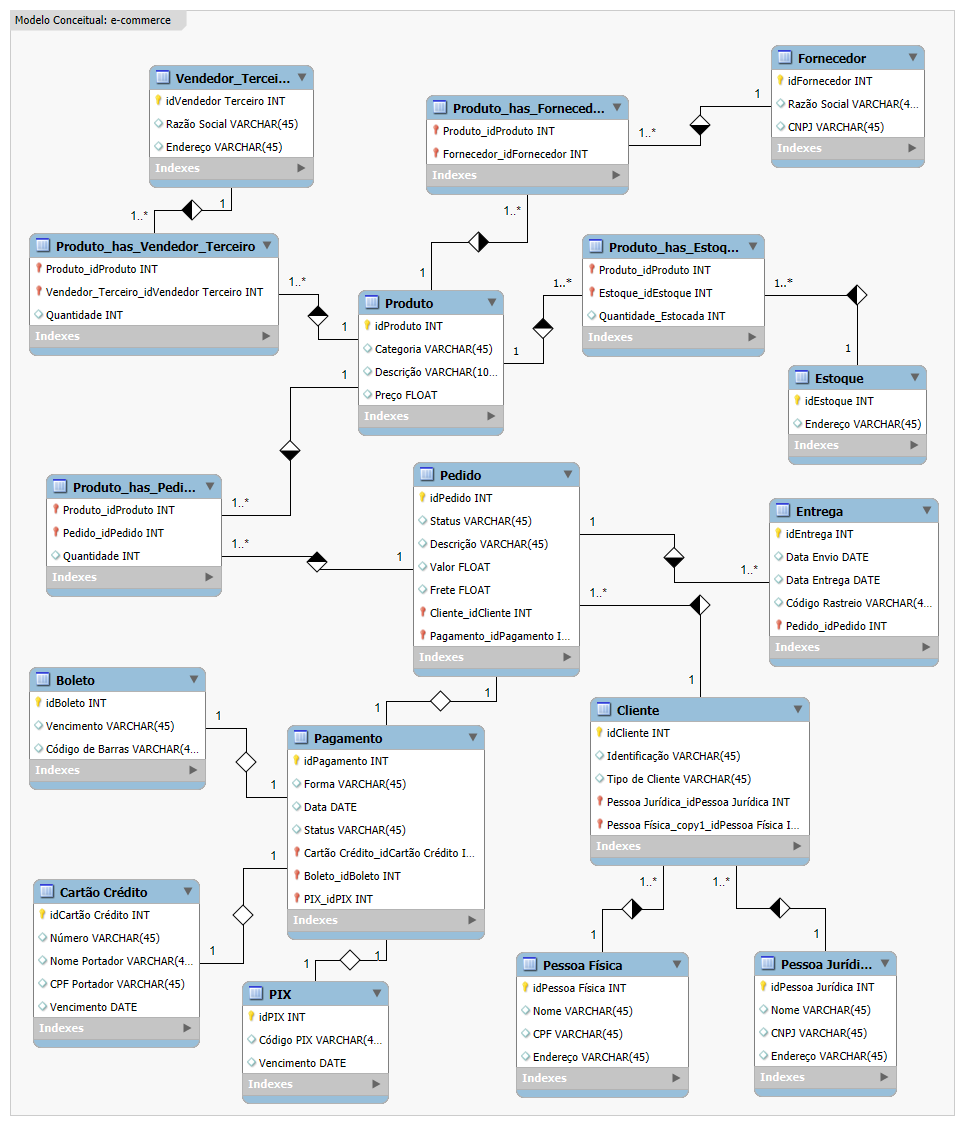 Modelo Conceitual: e-commerce
Vendedor_Tercei...
idVendedor Terceiro INT
Razão Social VARCHAR(45)
Endereço VARCHAR(45)
Indexes
Produto_has_Forneced...
Produto_idProduto INT
Fornecedor_idFornecedor INT
Indexes
Fornecedor
idFornecedor INT
Razão Social VARCHAR(4...
CNPJ VARCHAR(45)
Indexes
1
1..*
1
1..*
1..*
1
Produto_has_Vendedor_Terceiro
Produto_idProduto INT
Vendedor_Terceiro_idVendedor Terceiro INT
Quantidade INT
Indexes
1..*
1
Produto
idProduto INT
Categoria VARCHAR(45)
Descrição VARCHAR(10...
Preço FLOAT
Indexes
1..*
1
Produto_has_Estoq...
Produto_idProduto INT
Estoque_idEstoque INT
Quantidade_Estocada INT
Indexes
1..*
1
Estoque
idEstoque INT
Endereço VARCHAR(45)
Indexes
1
1..*
Produto_has_Pedi...
Produto_idProduto INT
Pedido_idPedido INT
Quantidade INT
Indexes
1..*
1
Pedido
idPedido INT
Status VARCHAR(45)
Descrição VARCHAR(45)
Valor FLOAT
Frete FLOAT
Cliente_idCliente INT
Pagamento_idPagamento I...
Indexes
1
1..*
Entrega
idEntrega INT
Data Envio DATE
Data Entrega DATE
Código Rastreio VARCHAR(4...
Pedido_idPedido INT
Indexes
1..*
1
1
1
Boleto
idBoleto INT
Vencimento VARCHAR(45)
Código de Barras VARCHAR(4...
Indexes
1
1
Pagamento
idPagamento INT
Forma VARCHAR(45)
Data DATE
Status VARCHAR(45)
Cartão Crédito_idCartão Crédito I...
Boleto_idBoleto INT
PIX_idPIX INT
Indexes
Cliente
idCliente INT
Identificação VARCHAR(45)
Tipo de Cliente VARCHAR(45)
Pessoa Jurídica_idPessoa Jurídica INT
Pessoa Física_copy1_idPessoa Física I...
Indexes
1
1
Cartão Crédito
idCartão Crédito INT
Número VARCHAR(45)
Nome Portador VARCHAR(4...
CPF Portador VARCHAR(45)
Vencimento DATE
Indexes
1
1
PIX
idPIX INT
Código PIX VARCHAR(4...
Vencimento DATE
Indexes
1..*
1
1..*
1
Pessoa Física
idPessoa Física INT
Nome VARCHAR(45)
CPF VARCHAR(45)
Endereço VARCHAR(45)
Indexes
Pessoa Jurídi...
idPessoa Jurídica INT
Nome VARCHAR(45)
CNPJ VARCHAR(45)
Endereço VARCHAR(45)
Indexes